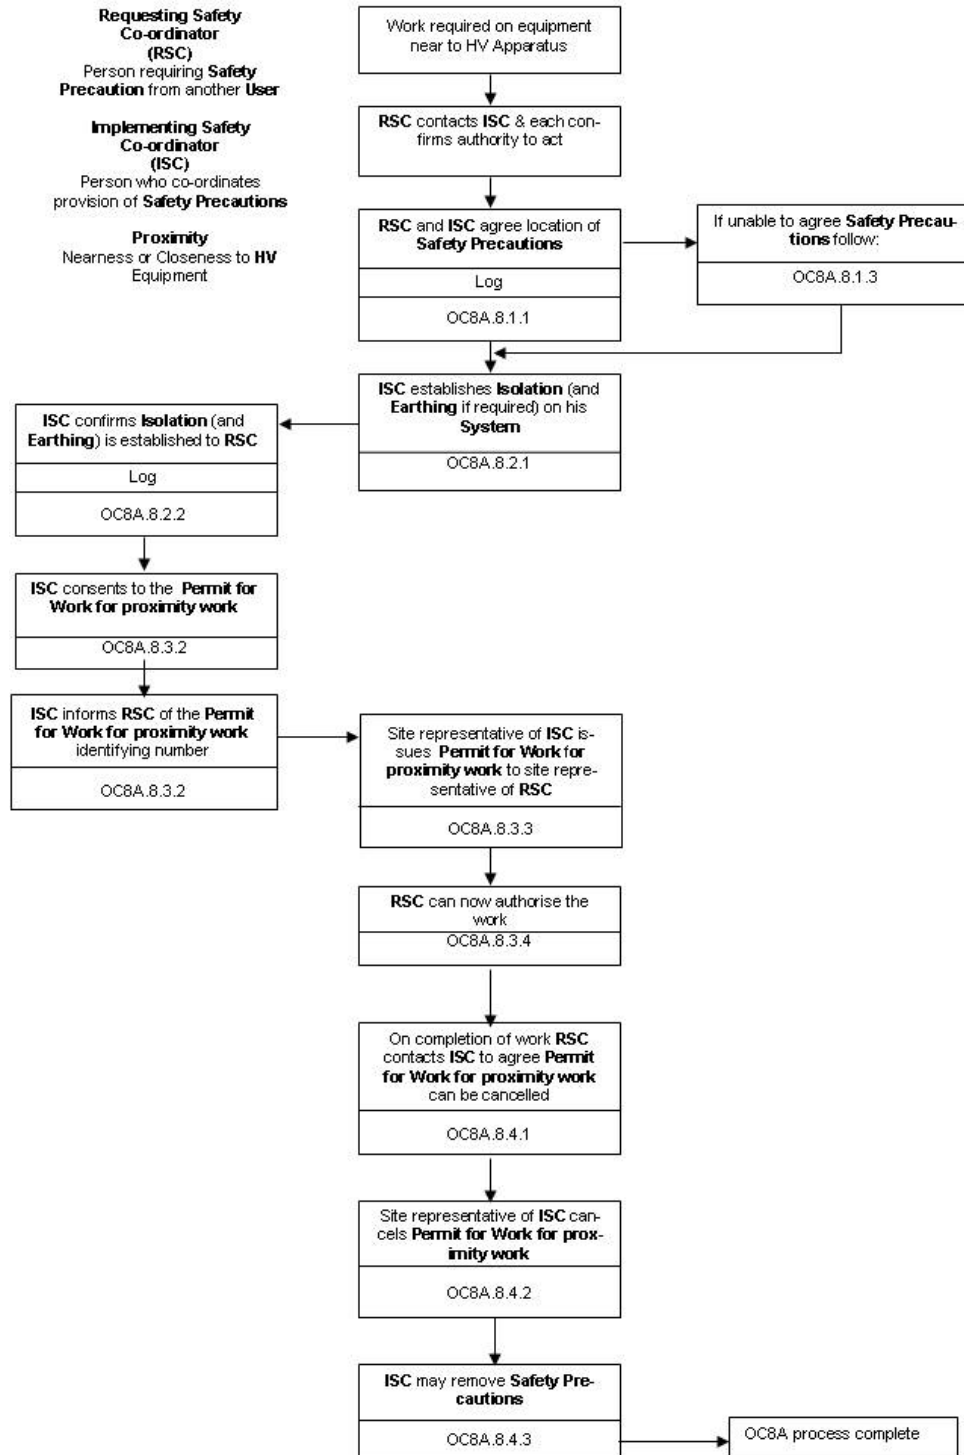 Requesting Safety
Co-ordinator
(RSC)
Person requiring Safety
Precaution from another User
Implementing Safety
Co-ordinator
(ISC)
Person who co-ordinates
provision of Safety Precautions
Proximity
Nearness or Closeness to HV
Equipment
Work required on equipment
near to HV Apparatus
RSC contacts ISC & each con-
firms authority to act
RSC and ISC agree location of
Safety Precautions
Log
OC8A.8.1.1
If unable to agree Safety Precau-
tions follow:
OC8A.8.1.3
ISC establishes Isolation (and
Earthing if required) on his
System
OC8A.8.2.1
ISC confirms Isolation (and
Earthing) is established to RSC
Log
OC8A.8.2.2
ISC consents to the Permit for
Work for proximity work
OC8A.8.3.2
ISC informs RSC of the Permit
for Work for proximity work
identifying number
OC8A.8.3.2
Site representative of ISC is-
sues Permit for Work for
proximity work to site repre-
sentative of RSC
OC8A.8.3.3
RSC can now authorise the
work
OC8A.8.3.4
On completion of work RSC
contacts ISC to agree Permit
for Work for proximity work
can be cancelled
OC8A.8.4.1
Site representative of ISC can-
cels Permit for Work for prox-
imity work
OC8A.8.4.2
ISC may remove Safety Pre-
cautions
OC8A.8.4.3
OC8A process complete